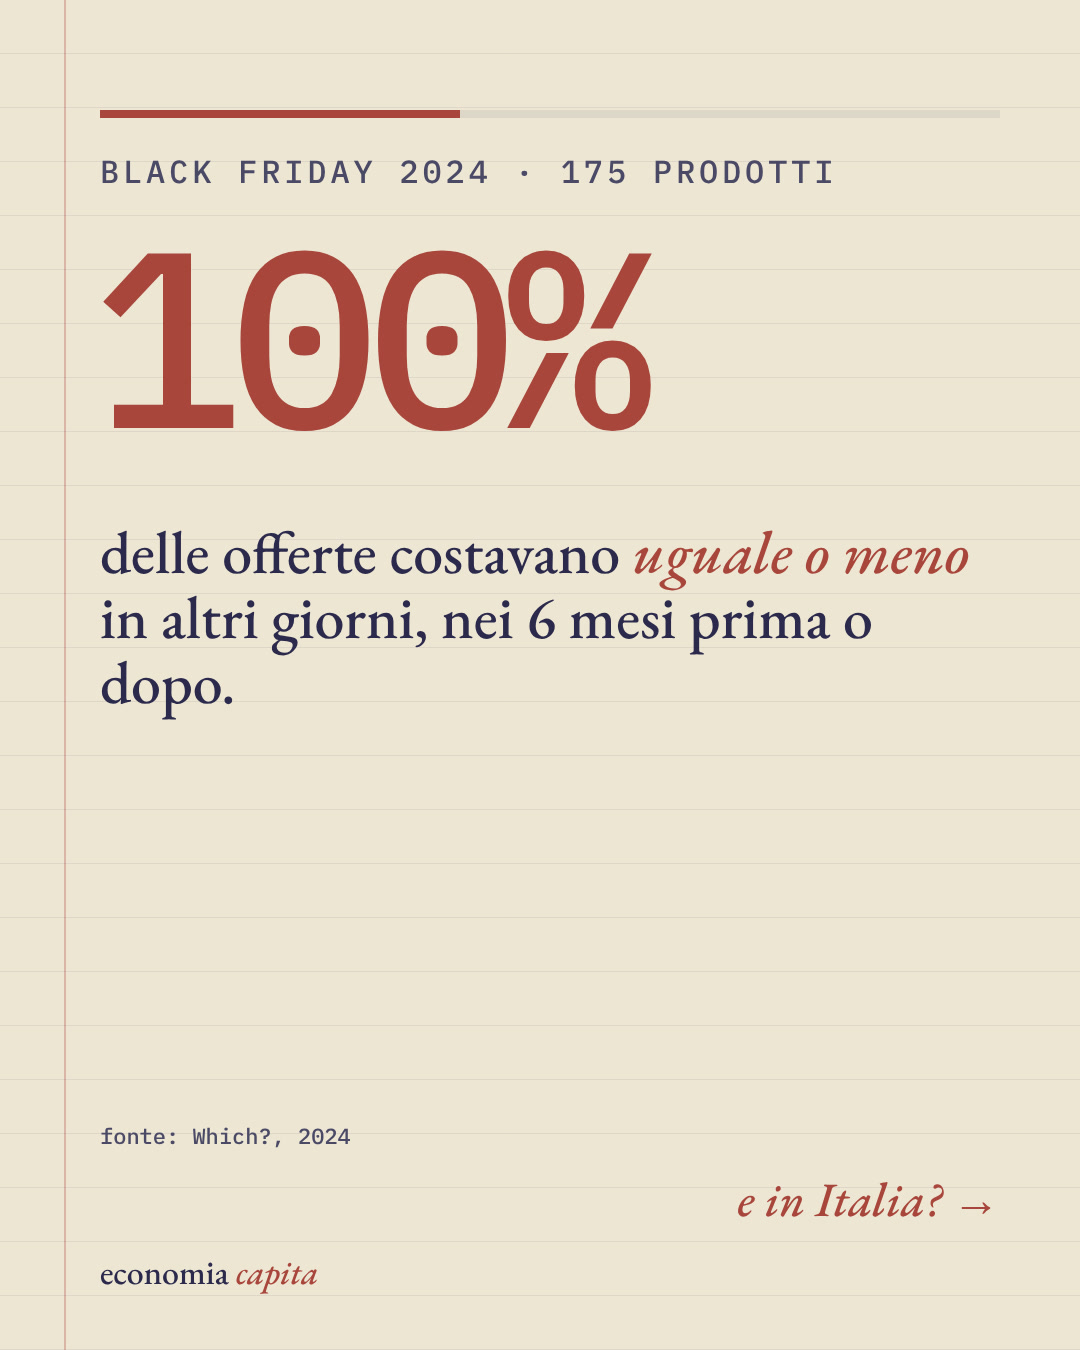 BLACK FRIDAY 2024 · 175 PRODOTTI
100%
delle offerte costavano uguale o meno
in altri giorni, nei 6 mesi prima o
dopo.
fonte: Which?, 2024
e in Italia? →
economia capita